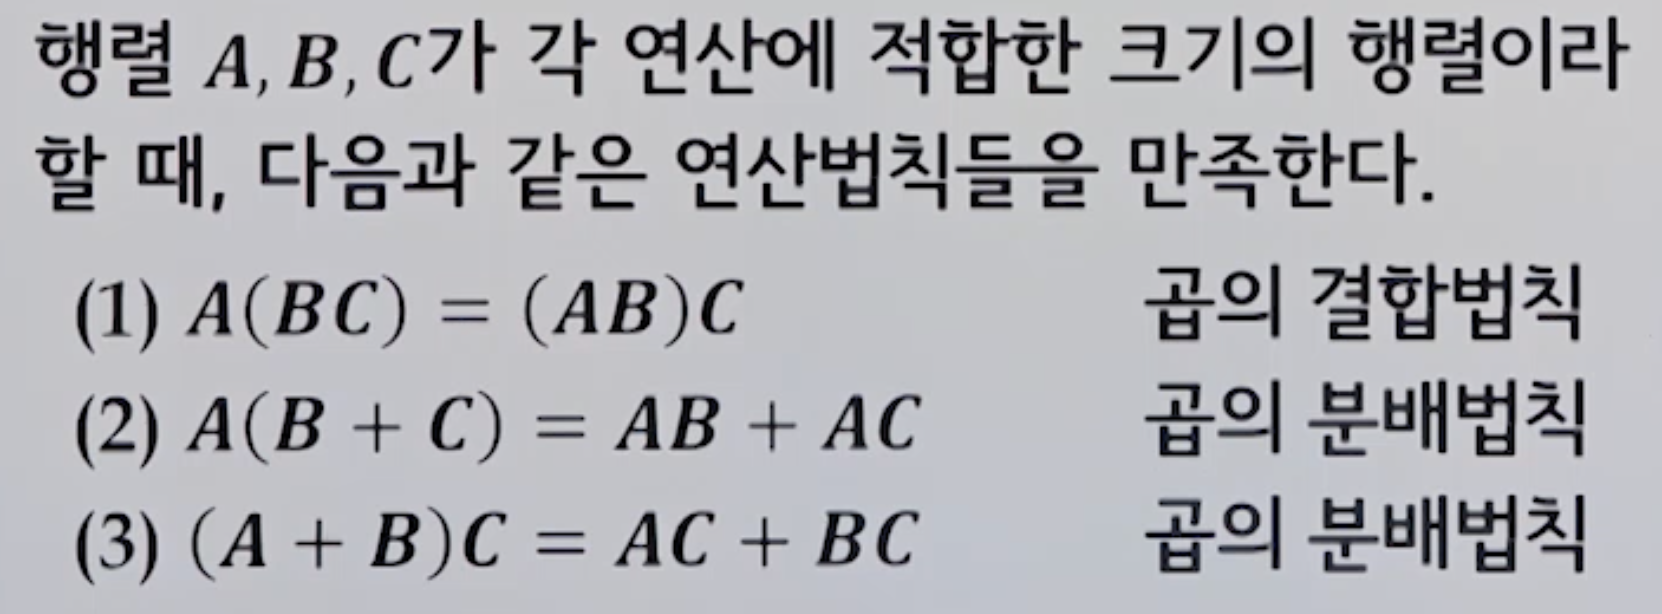 행렬 A, B, C가 각 연산에 적합한 크기의 행렬이라
할 때, 다음과 같은 연산법칙들을 만족한다.
(1) A(BC) = (AB)C 곱의 결합법칙
(2) A(B + C) = AB + AC 곱의 분배법칙
(3) (A + B)C = AC + BC 곱의 분배법칙